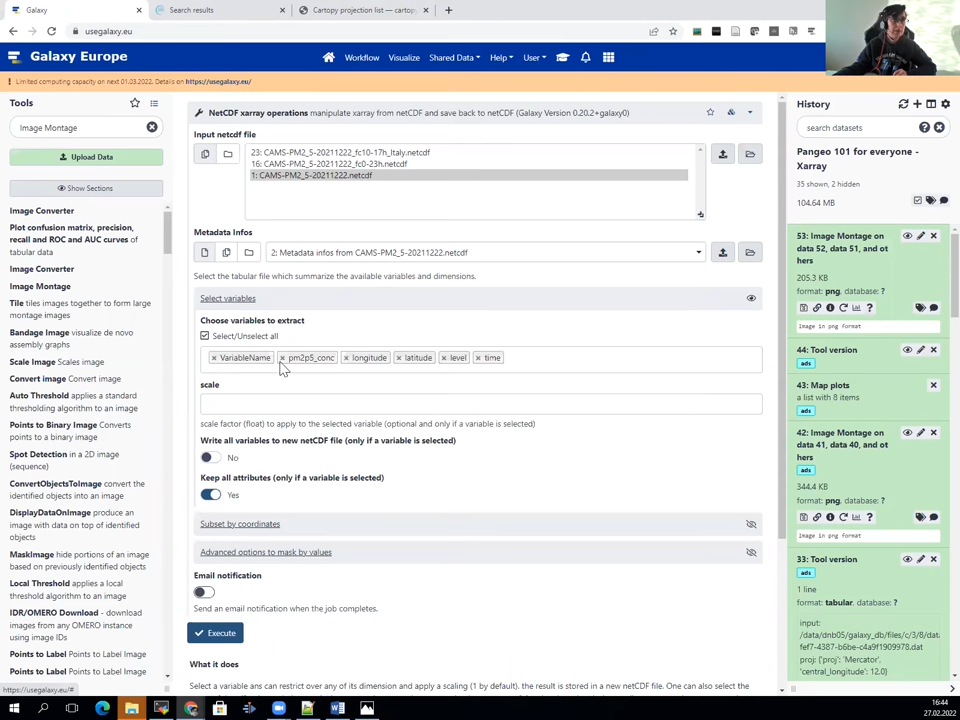 Galaxy
Search results
Cartopy projection list — cartopy
usegalaxy.eu
Galaxy Europe
Workflow Visualize Shared Data Help User
Limited computing capacity on next 01.03.2022. Details on https://usegalaxy.eu/
Tools
Image Montage
Upload Data
Show Sections
Image Converter
Plot confusion matrix, precision,
recall and ROC and AUC curves of
tabular data
Image Converter
Image Montage
Tile tiles images together to form large
montage images
Bandage Image visualize de novo
assembly graphs
Scale Image Scales image
Convert image Convert image
Auto Threshold applies a standard
thresholding algorithm to an image
Points to Binary Image Converts
points to a binary image
Spot Detection in a 2D image
(sequence)
ConvertObjectsToImage convert the
identified objects into an image
DisplayDataOnImage produce an
image with data on top of identified
objects
MaskImage hide portions of an image
based on previously identified objects
Local Threshold applies a local
threshold algorithm to an image
IDR/OMERO Download - download
images from any OMERO instance
using image IDs
Points to Label Points to Label Image
Points to Label Points to Label Image
https://usegalaxy.eu/#
NetCDF xarray operations manipulate xarray from netCDF and save back to netCDF (Galaxy Version 0.20.2+galaxy0)
Input netcdf file
23: CAMS-PM2_5-20211222_fc10-17h_Italy.netcdf
16: CAMS-PM2_5-20211222_fc0-23h.netcdf
1: CAMS-PM2_5-20211222.netcdf
Metadata Infos
2: Metadata infos from CAMS-PM2_5-20211222.netcdf
Select the tabular file which summarize the available variables and dimensions.
Select variables
Choose variables to extract
Select/Unselect all
× VariableName × pm2p5_conc × longitude × latitude × level × time
scale
scale factor (float) to apply to the selected variable (optional and only if a variable is selected)
Write all variables to new netCDF file (only if a variable is selected)
No
Keep all attributes (only if a variable is selected)
Yes
Subset by coordinates
Advanced options to mask by values
Email notification
Send an email notification when the job completes.
Execute
What it does
Select a variable ans can restrict over any of its dimension and apply a scaling (1 by default). the result is stored in a new netCDF file. One can also select the
History
search datasets
Pangeo 101 for everyone -
Xarray
35 shown, 2 hidden
104.64 MB
53: Image Montage on
data 52, data 51, and ot
hers
205.3 KB
format: png, database: ?
Image in png format
44: Tool version
ads
43: Map plots
a list with 8 items
ads
42: Image Montage on
data 41, data 40, and ot
hers
ads
344.4 KB
format: png, database: ?
Image in png format
33: Tool version
ads
1 line
format: tabular, database: ?
input:
/data/dnb05/galaxy_db/files/c/3/8/dat
fef7-4387-b6be-c4a9f1909978.dat
proj: {'proj': 'Mercator',
'central_longitude': 12.0}
16:44
27.02.2022